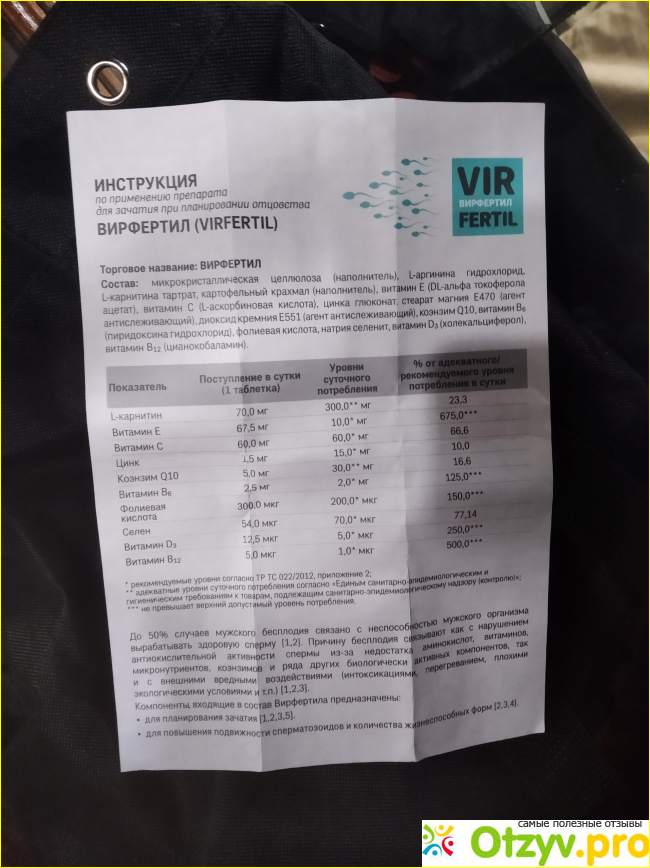 ИНСТРУКЦИЯ
по применению препарата
для зачатия при планировании отцовства
ВИРФЕРТИЛ (VIRFERTIL)
VIR
ВИРФЕРТИЛ
FERTIL
Торговое название: ВИРФЕРТИЛ
Состав: микрокристаллическая целлюлоза (наполнитель), L-аргинина гидрохлорид,
L-карнитина тартрат, картофельный крахмал (наполнитель), витамин Е (DL-альфа токоферола
ацетат), витамин С (L-аскорбиновая кислота), цинка глюконат, стеарат магния Е470 (агент
антислеживающий), диоксид кремния Е551 (агент антислеживающий), коэнзим Q10, витамин B₆
(пиридоксина гидрохлорид), фолиевая кислота, натрия селенит, витамин D₃ (холекальциферол),
витамин B₁₂ (цианокобаламин).
Показатель Поступление в сутки (1 таблетка) Уровни суточного потребления % от адекватного/рекомендуемого уровня потребления в сутки
L-карнитин 70,0 мг 300,0** мг 23,3
Витамин Е 67,5 мг 10,0* мг 675,0***
Витамин С 60,0 мг 60,0* мг 66,6
Цинк 1,5 мг 15,0* мг 10,0
Коэнзим Q10 5,0 мг 30,0** мг 16,6
Витамин B₆ 2,5 мг 2,0* мг 125,0***
Фолиевая кислота 300,0 мкг 200,0* мкг 150,0***
Селен 54,0 мкг 70,0* мкг 77,14
Витамин D₃ 12,5 мкг 5,0* мкг 250,0***
Витамин B₁₂ 5,0 мкг 1,0* мкг 500,0***
* рекомендуемые уровни согласно ТР ТС 022/2012, приложение 2;
** адекватные уровни суточного потребления согласно «Единым санитарно-эпидемиологическим и
гигиеническим требованиям к товарам, подлежащим санитарно-эпидемиологическому надзору (контролю)»;
*** не превышает верхний допустимый уровень потребления.
До 50% случаев мужского бесплодия связано с неспособностью мужского организма
вырабатывать здоровую сперму [1,2]. Причину бесплодия связывают как с нарушением
антиокислительной активности спермы из-за недостатка аминокислот, витаминов,
микронутриентов, коэнзимов и ряда других биологически активных компонентов, так
и с внешними вредными воздействиями (интоксикациями, перегреванием, плохими
экологическими условиями и т.п.) [1,2,3].
Компоненты, входящие в состав Вирфертила предназначены:
• для планирования зачатия [1,2,3,5].
• для повышения подвижности сперматозоидов и количества жизнеспособных форм [2,3,4].
самые полезные отзывы
Otzyv.pro